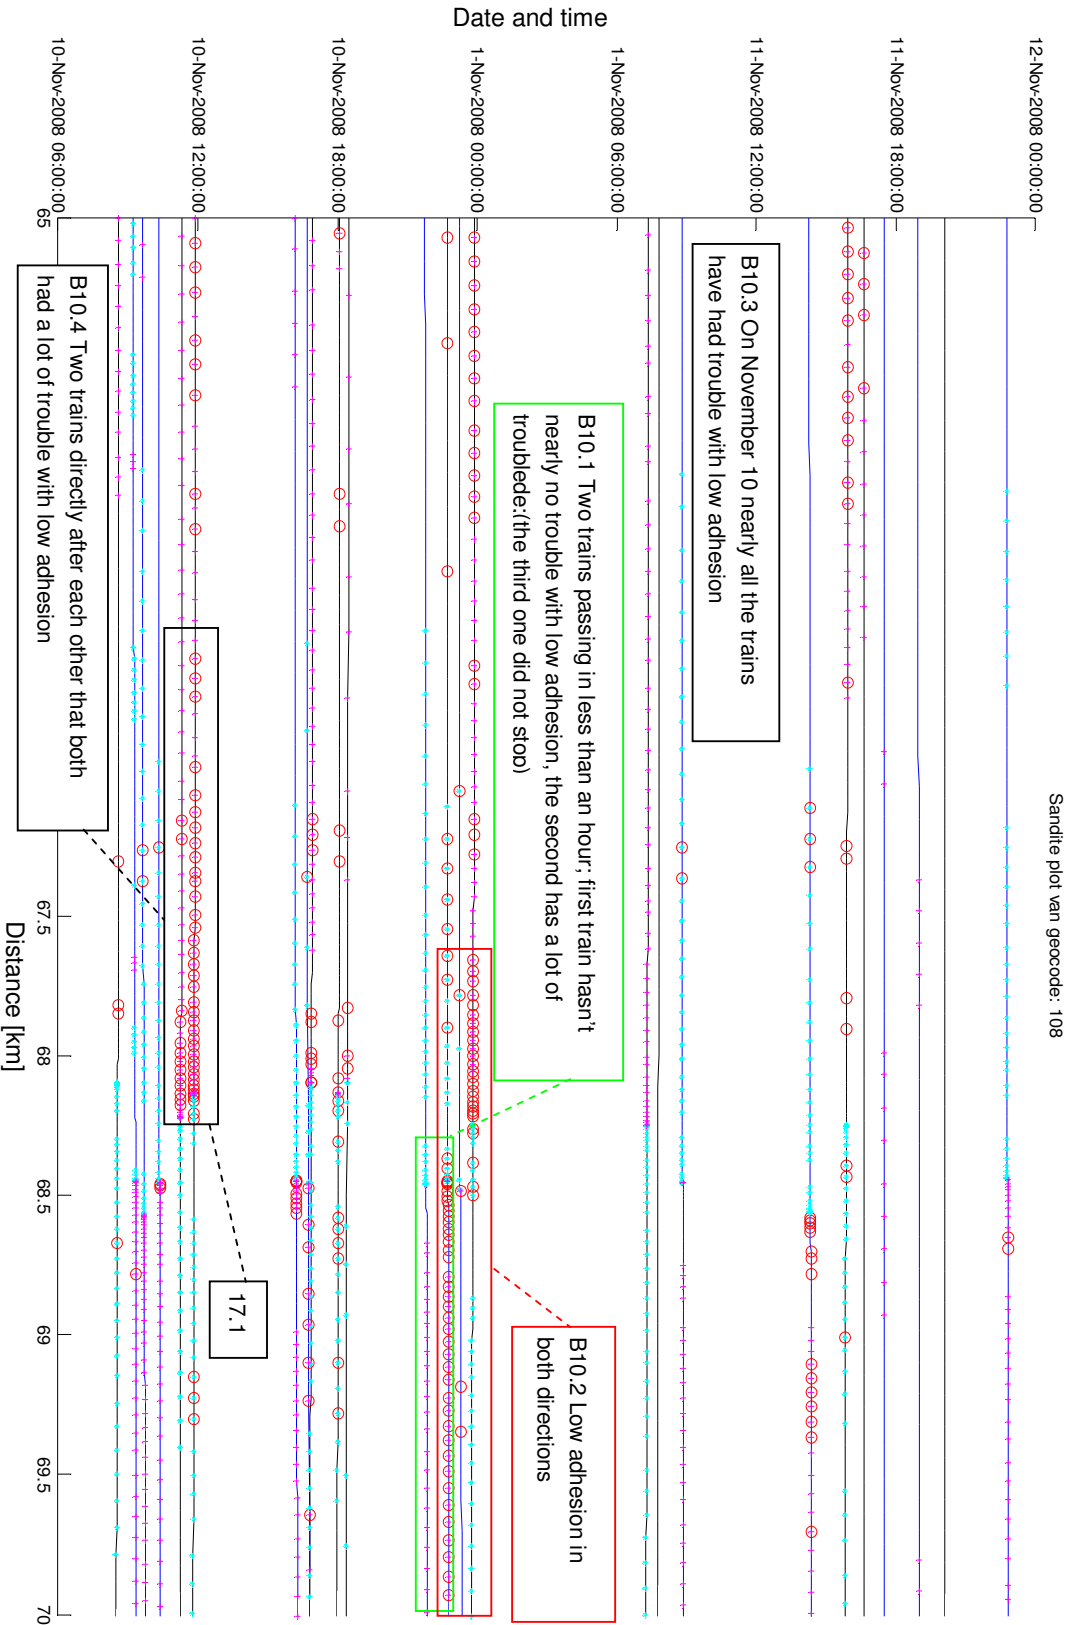 Sandite plot van geocode: 108
Date and time
12-Nov-2008 00:00:00
11-Nov-2008 18:00:00
11-Nov-2008 12:00:00
1-Nov-2008 06:00:00
1-Nov-2008 00:00:00
10-Nov-2008 18:00:00
10-Nov-2008 12:00:00
10-Nov-2008 06:00:00
65
67.5
68
68.5
69
69.5
70
Distance [km]
B10.3 On November 10 nearly all the trains
have had trouble with low adhesion
B10.1 Two trains passing in less than an hour; first train hasn't
nearly no trouble with low adhesion, the second has a lot of
troublede:(the third one did not stop)
B10.2 Low adhesion in
both directions
B10.4 Two trains directly after each other that both
had a lot of trouble with low adhesion
17.1